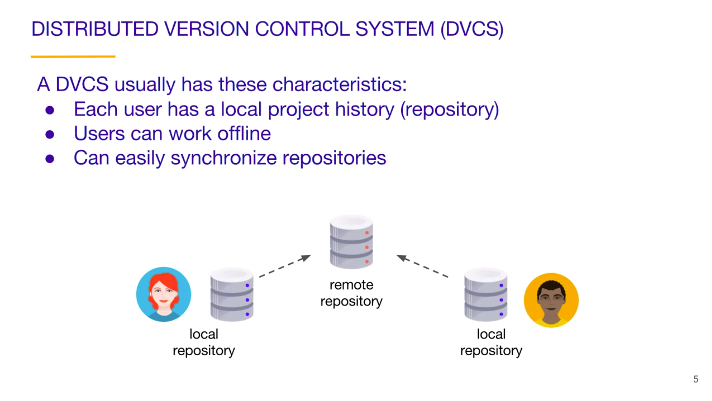 DISTRIBUTED VERSION CONTROL SYSTEM (DVCS)
A DVCS usually has these characteristics:
● Each user has a local project history (repository)
● Users can work offline
● Can easily synchronize repositories
remote
repository
local
repository
local
repository
5